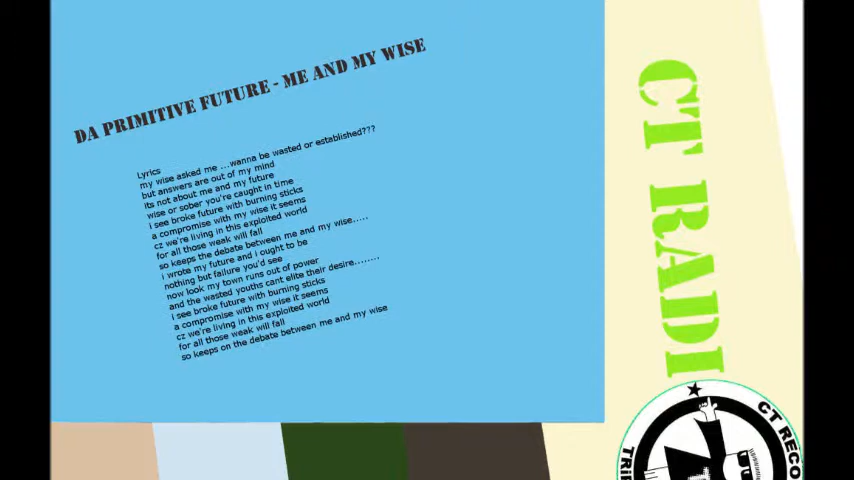 DA PRIMITIVE FUTURE - ME AND MY WISE
Lyrics
my wise asked me ...wanna be wasted or established???
but answers are out of my mind
its not about me and my future
wise or sober you're caught in time
i see broke future with burning sticks
a compromise with my wise it seems
cz we're living in this exploited world
for all those weak will fall
so keeps the debate between me and my wise.....
i wrote my future and i ought to be
nothing but failure you'd see
now look my town runs out of power
and the wasted youths cant elite their desire........
i see broke future with burning sticks
a compromise with my wise it seems
cz we're living in this exploited world
for all those weak will fall
so keeps on the debate between me and my wise
CT RADI
CT RECO
TRI